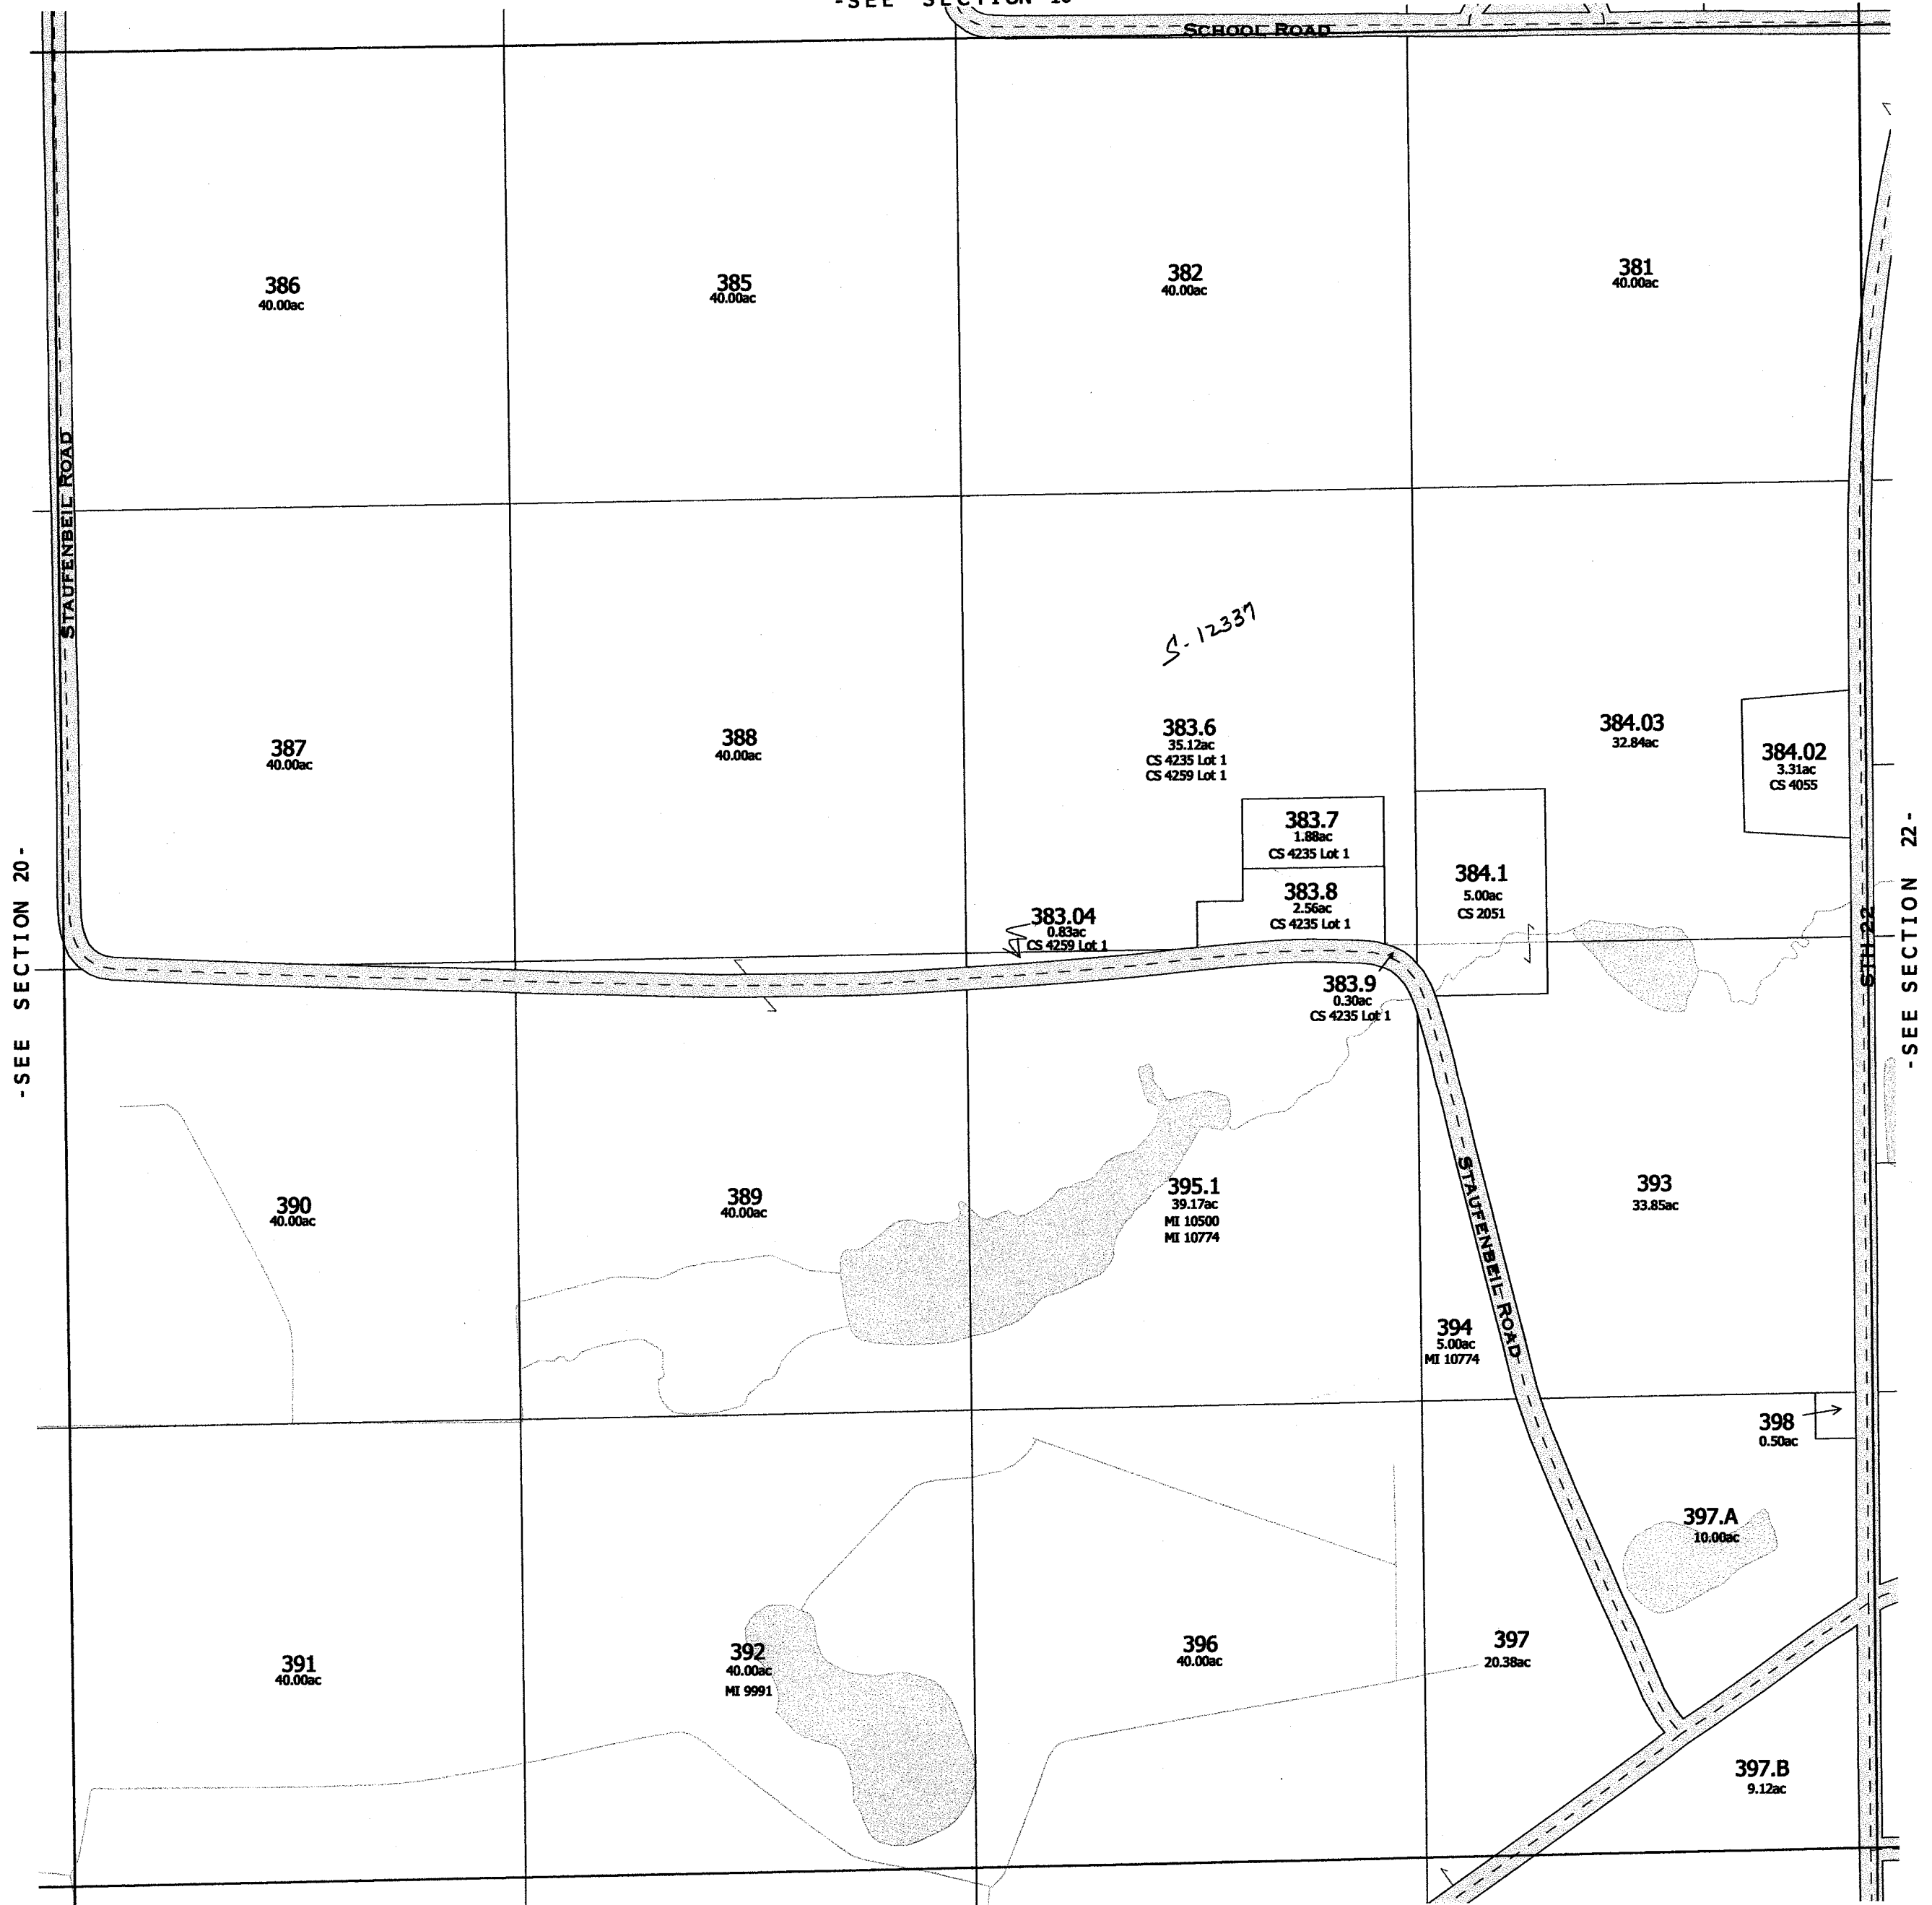 -SEE SECTION
SCHOOL ROAD
386
40.00ac
385
40.00ac
382
40.00ac
381
40.00ac
STAUFENBEIL ROAD
S-12337
387
40.00ac
388
40.00ac
383.6
35.12ac
CS 4235 Lot 1
CS 4259 Lot 1
384.03
32.84ac
384.02
3.31ac
CS 4055
383.7
1.88ac
CS 4235 Lot 1
383.8
2.56ac
CS 4235 Lot 1
384.1
5.00ac
CS 2051
383.04
0.83ac
CS 4259 Lot 1
383.9
0.30ac
CS 4235 Lot 1
-SEE SECTION 20-
STH 22
-SEE SECTION 22-
390
40.00ac
389
40.00ac
395.1
39.17ac
MI 10500
MI 10774
STAUFENBEIL ROAD
393
33.85ac
394
5.00ac
MI 10774
398
0.50ac
397.A
10.00ac
391
40.00ac
392
40.00ac
MI 9991
396
40.00ac
397
20.38ac
397.B
9.12ac